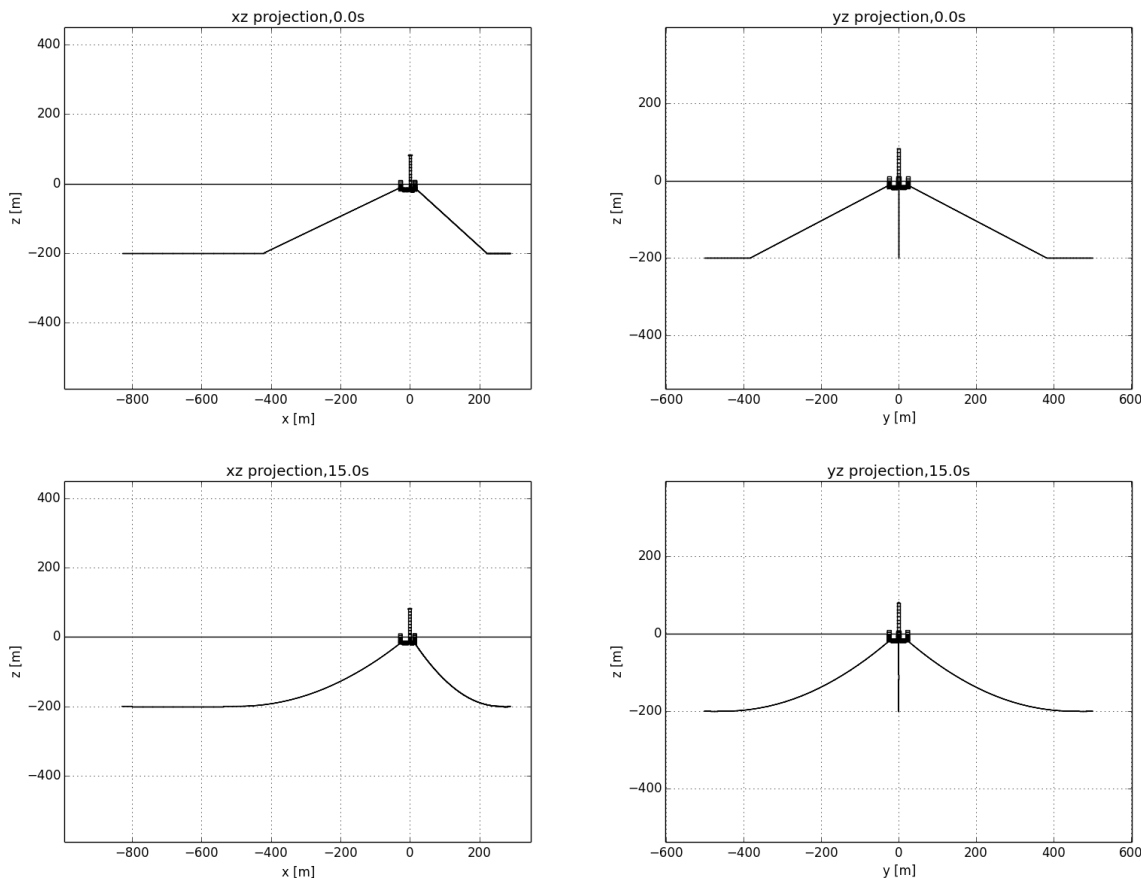 xz projection,0.0s
400
200
0
−200
−400
z [m]
−800 −600 −400 −200 0 200
x [m]
yz projection,0.0s
200
0
−200
−400
z [m]
−600 −400 −200 0 200 400 600
y [m]
xz projection,15.0s
400
200
0
−200
−400
z [m]
−800 −600 −400 −200 0 200
x [m]
yz projection,15.0s
200
0
−200
−400
z [m]
−600 −400 −200 0 200 400 600
y [m]